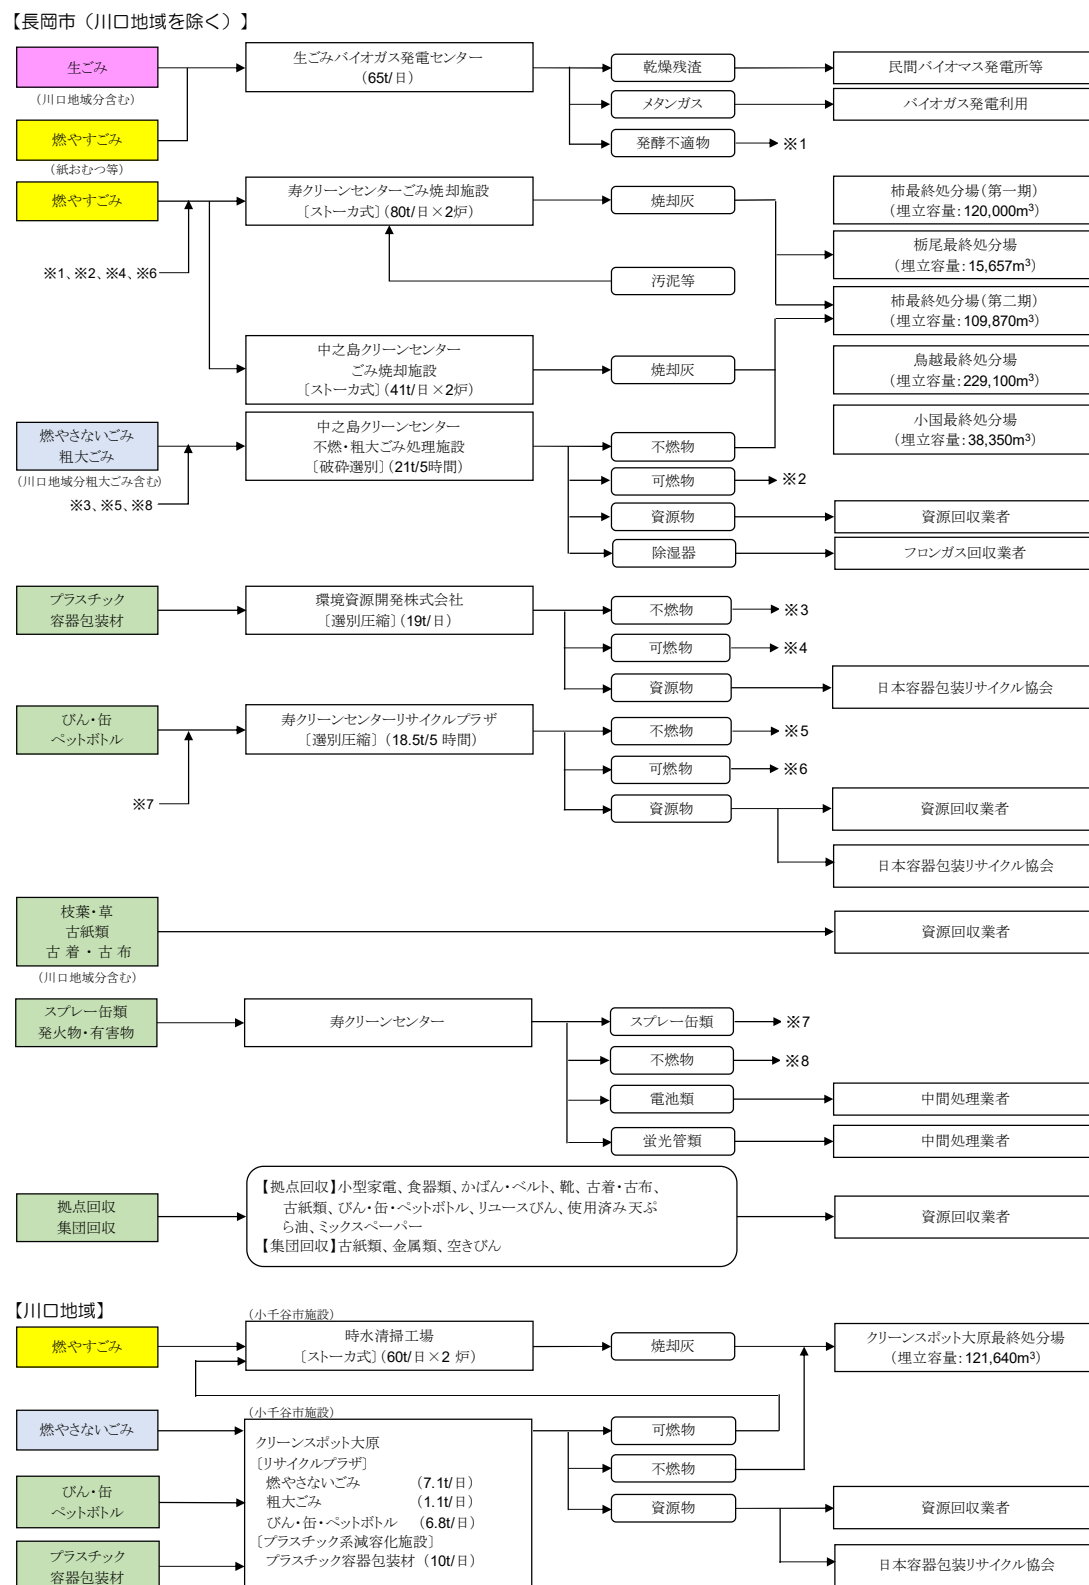 【長岡市（川口地域を除く）】
生ごみ
（川口地域分含む）
燃やすごみ
（紙おむつ等）
生ごみバイオガス発電センター
（65t/日）
乾燥残渣
民間バイオマス発電所等
メタンガス
バイオガス発電利用
発酵不適物
※1
燃やすごみ
※1、※2、※4、※6
寿クリーンセンターごみ焼却施設
［ストーカ式］（80t/日×2炉）
焼却灰
汚泥等
柿最終処分場（第一期）
（埋立容量：120,000m³）
栃尾最終処分場
（埋立容量：15,657m³）
柿最終処分場（第二期）
（埋立容量：109,870m³）
鳥越最終処分場
（埋立容量：229,100m³）
小国最終処分場
（埋立容量：38,350m³）
中之島クリーンセンター
ごみ焼却施設
［ストーカ式］（41t/日×2炉）
焼却灰
燃やさないごみ
粗大ごみ
（川口地域分粗大ごみ含む）
※3、※5、※8
中之島クリーンセンター
不燃・粗大ごみ処理施設
［破砕選別］（21t/5時間）
不燃物
可燃物
※2
資源物
資源回収業者
除湿器
フロンガス回収業者
プラスチック
容器包装材
環境資源開発株式会社
［選別圧縮］（19t/日）
不燃物
※3
可燃物
※4
資源物
日本容器包装リサイクル協会
びん・缶
ペットボトル
※7
寿クリーンセンターリサイクルプラザ
［選別圧縮］（18.5t/5 時間）
不燃物
※5
可燃物
※6
資源物
資源回収業者
日本容器包装リサイクル協会
枝葉・草
古紙類
古 着 ・ 古 布
（川口地域分含む）
資源回収業者
スプレー缶類
発火物・有害物
寿クリーンセンター
スプレー缶類
※7
不燃物
※8
電池類
中間処理業者
蛍光管類
中間処理業者
拠点回収
集団回収
【拠点回収】小型家電、食器類、かばん・ベルト、靴、古着・古布、
古紙類、びん・缶・ペットボトル、リユースびん、使用済み天ぷ
ら油、ミックスペーパー
【集団回収】古紙類、金属類、空きびん
資源回収業者
【川口地域】
燃やすごみ
（小千谷市施設）
時水清掃工場
［ストーカ式］（60t/日×2 炉）
焼却灰
クリーンスポット大原最終処分場
（埋立容量：121,640m³）
燃やさないごみ
びん・缶
ペットボトル
プラスチック
容器包装材
（小千谷市施設）
クリーンスポット大原
［リサイクルプラザ］
燃やさないごみ （7.1t/日）
粗大ごみ （1.1t/日）
びん・缶・ペットボトル （6.8t/日）
［プラスチック系減容化施設］
プラスチック容器包装材 （10t/日）
可燃物
不燃物
資源物
資源回収業者
日本容器包装リサイクル協会